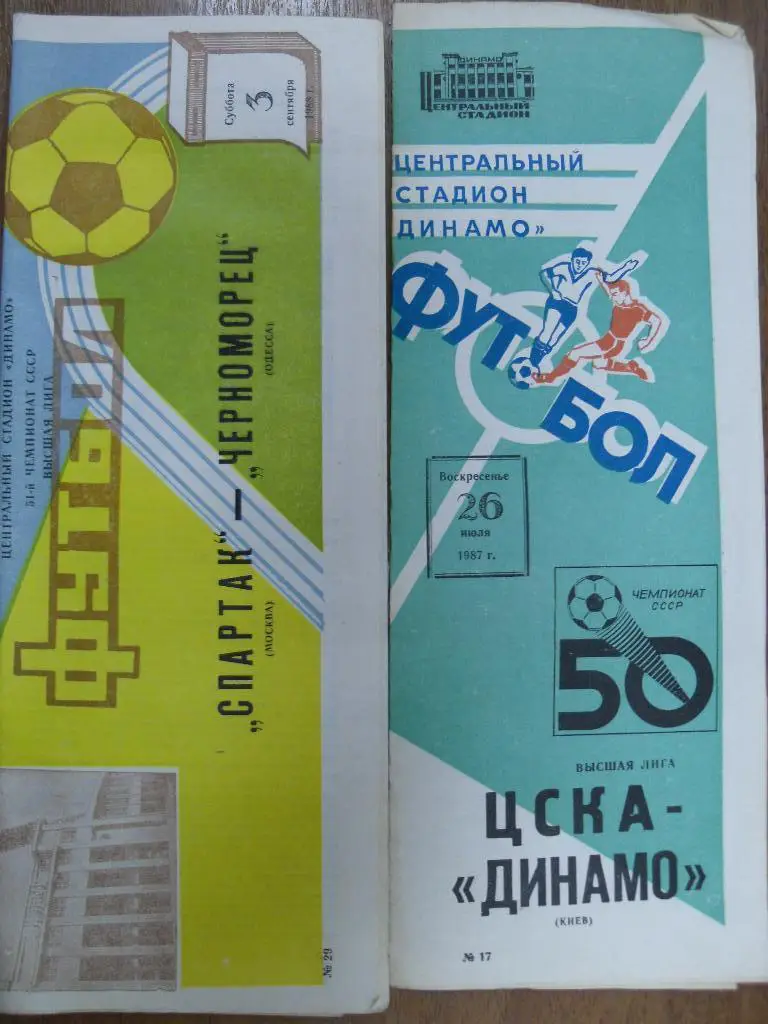 Суббота
3
сентября
1988 г.
ЦЕНТРАЛЬНЫЙ СТАДИОН «ДИНАМО»
51-й ЧЕМПИОНАТ СССР
ВЫСШАЯ ЛИГА
ФУТБОЛ
„СПАРТАК“ — „ЧЕРНОМОРЕЦ“
(МОСКВА) (ОДЕССА)
№ 29
ДИНАМО
ЦЕНТРАЛЬНЫЙ
СТАДИОН
ЦЕНТРАЛЬНЫЙ
СТАДИОН
ДИНАМО»
ФУТ
БОЛ
Воскресенье
26
июля
1987 г.
ЧЕМПИОНАТ
СССР
50
ВЫСШАЯ ЛИГА
ЦСКА-
«ДИНАМО»
(КИЕВ)
№ 17